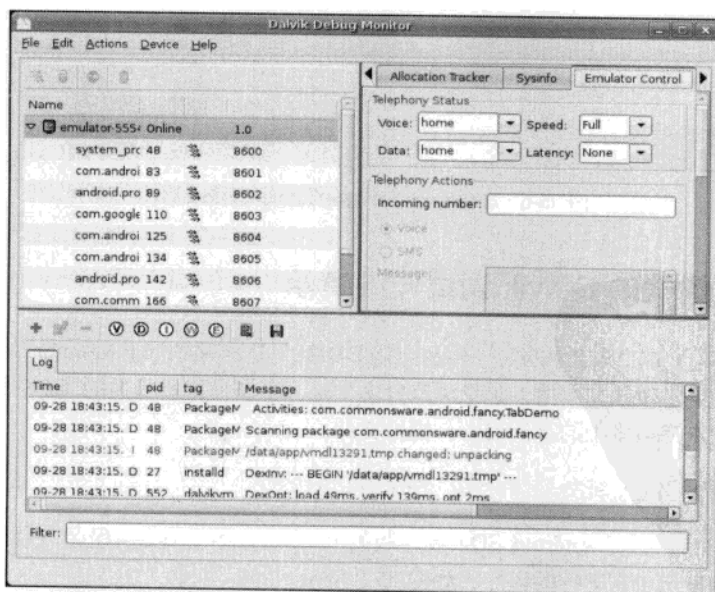 Dalvik Debug Monitor
File Edit Actions Device Help
Name
emulator-5554 Online 1.0
system_prc 48 8600
com.androi 83 8601
android.pro 89 8602
com.google 110 8603
com.androi 125 8604
com.androi 134 8605
android.pro 142 8606
com.comm 166 8607
Allocation Tracker Sysinfo Emulator Control
Telephony Status
Voice: home Speed: Full
Data: home Latency: None
Telephony Actions
Incoming number:
Voice
SMS
Message:
V D I W E
Log
Time pid tag Message
09-28 18:43:15. D 48 PackageM Activities: com.commonsware.android.fancy.TabDemo
09-28 18:43:15. D 48 PackageM Scanning package com.commonsware.android.fancy
09-28 18:43:15. I 48 PackageM /data/app/vmdl13291.tmp changed; unpacking
09-28 18:43:15. D 27 installd DexInv: --- BEGIN '/data/app/vmdl13291.tmp' ---
09-28 18:43:15. D 552 dalvikvm DexOpt: load 49ms, verify 139ms, opt 2ms
Filter: